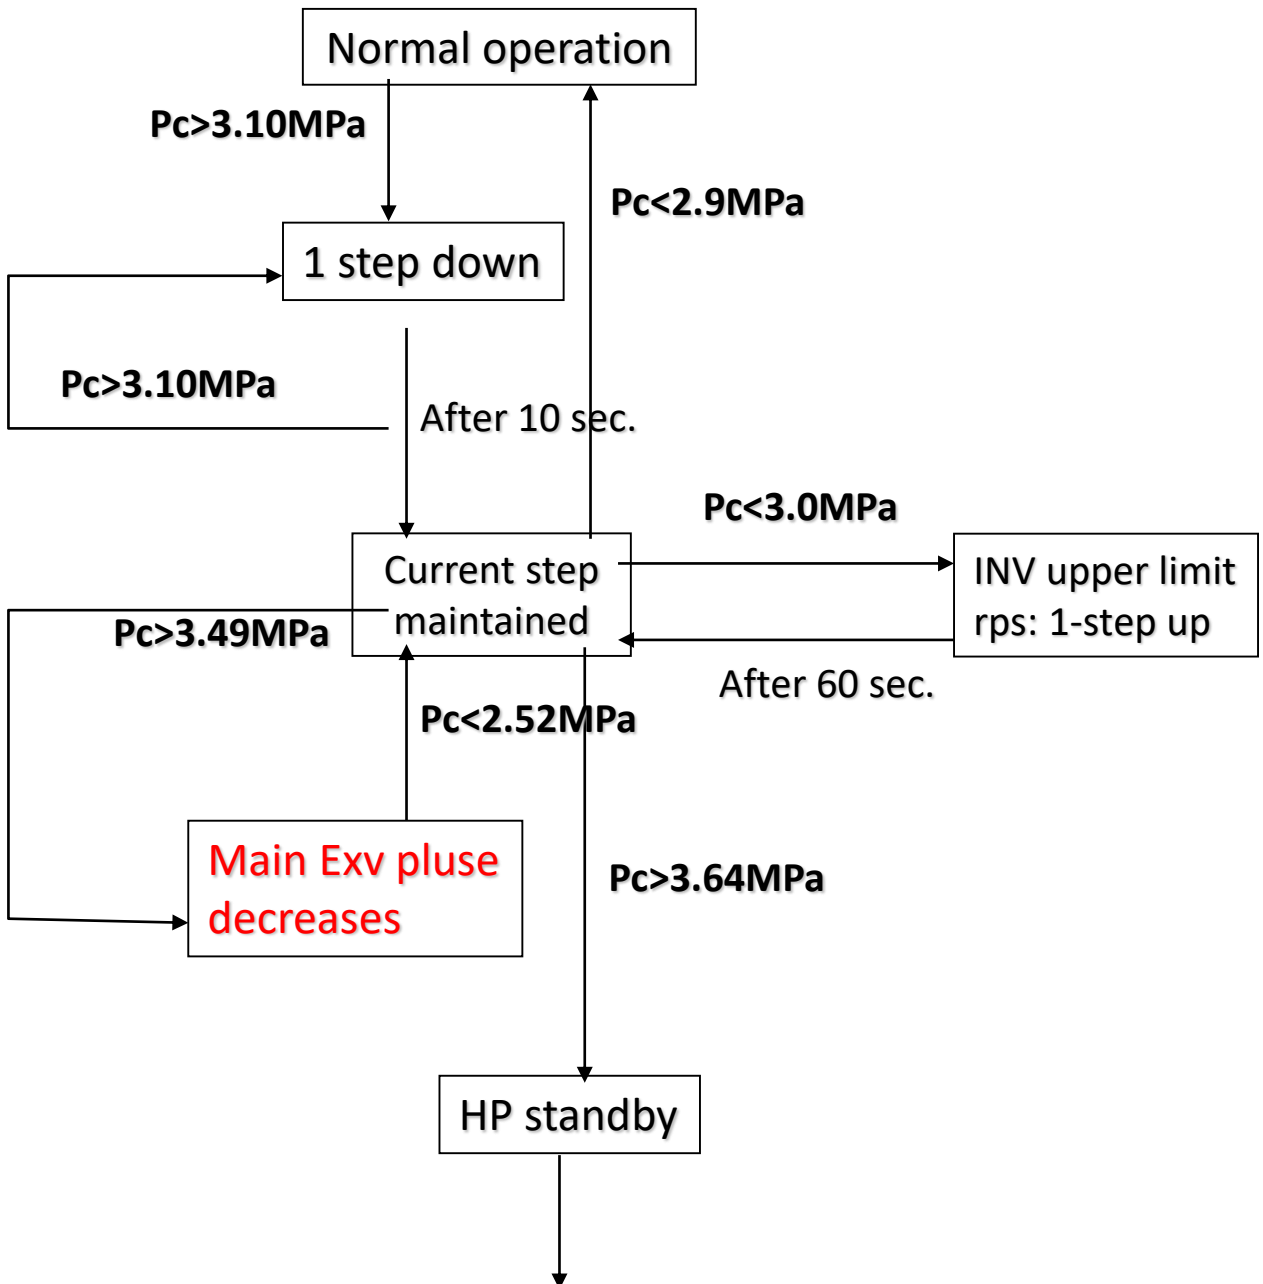 Normal operation
Pc>3.10MPa
Pc<2.9MPa
1 step down
Pc>3.10MPa
After 10 sec.
Pc<3.0MPa
Current step
maintained
INV upper limit
rps: 1-step up
Pc>3.49MPa
After 60 sec.
Pc<2.52MPa
Main Exv pluse
decreases
Pc>3.64MPa
HP standby